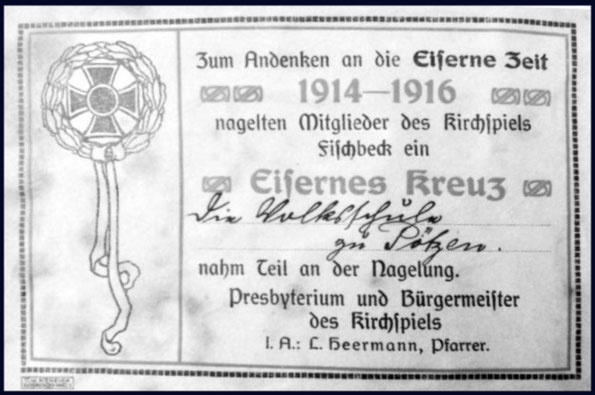 Zum Andenken an die Eiserne Zeit
1914—1916
nagelten Mitglieder des Kirchspiels
Fischbeck ein
Eisernes Kreuz
Die Volksschule
zu Pötzen.
nahm Teil an der Nagelung.
Presbyterium und Bürgermeister
des Kirchspiels
I. A.: L. Heermann, Pfarrer.